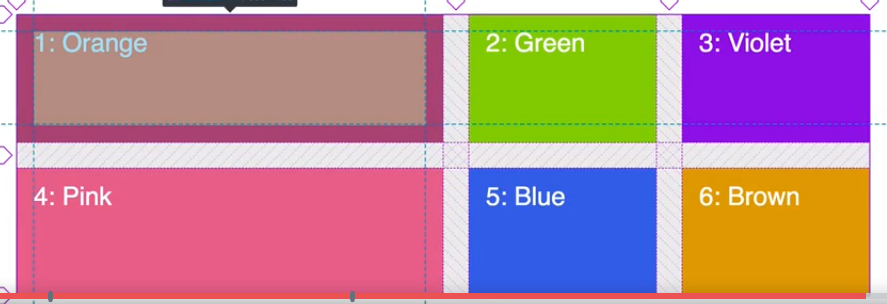 1: Orange
2: Green
3: Violet
4: Pink
5: Blue
6: Brown